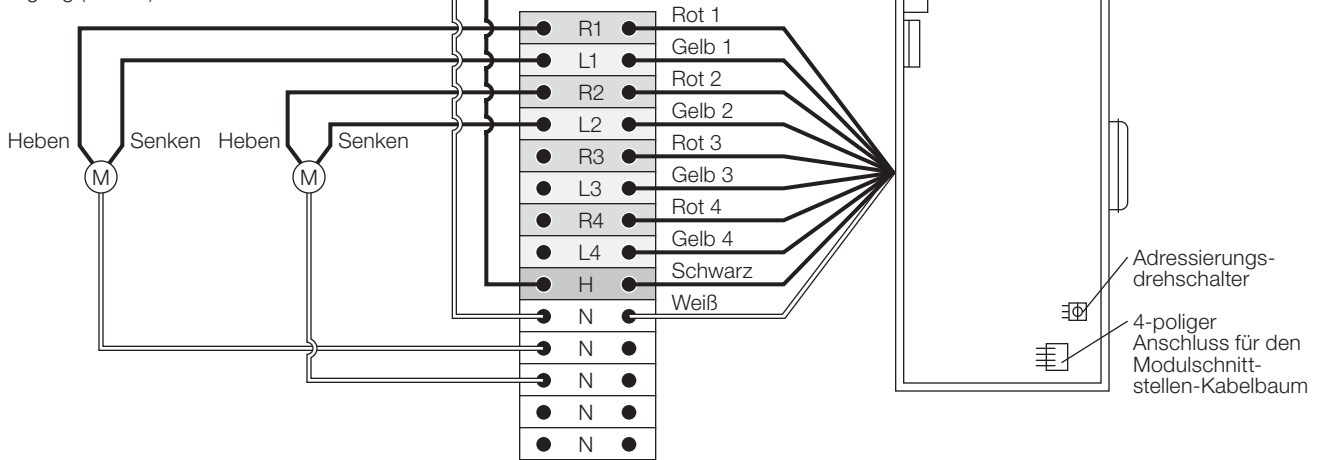 R1 Rot 1
L1 Gelb 1
R2 Rot 2
L2 Gelb 2
Heben Senken Heben Senken
M M
R3 Rot 3
L3 Gelb 3
R4 Rot 4
L4 Gelb 4
H Schwarz
N Weiß
N
N
N
N
Adressierungs-
drehschalter
4-poliger
Anschluss für den
Modulschnitt-
stellen-Kabelbaum